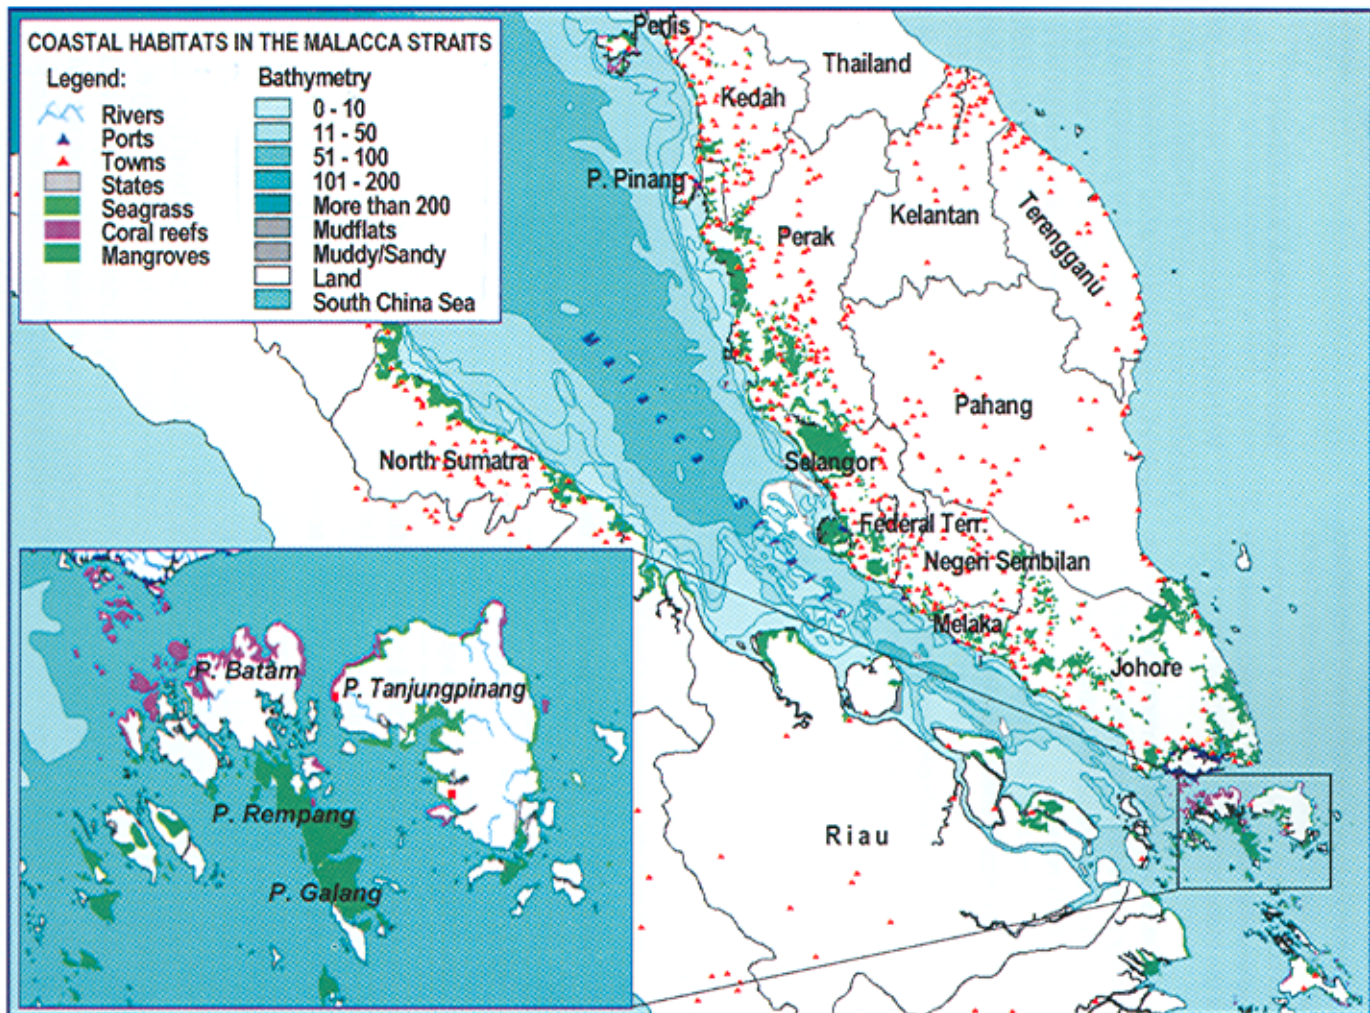 COASTAL HABITATS IN THE MALACCA STRAITS
Legend:
Rivers
Ports
Towns
States
Seagrass
Coral reefs
Mangroves
Bathymetry
0 - 10
11 - 50
51 - 100
101 - 200
More than 200
Mudflats
Muddy/Sandy
Land
South China Sea
Perlis
Thailand
Kedah
P. Pinang
Kelantan
Terengganu
Perak
Malacca Straits
Pahang
North Sumatra
Selangor
Federal Terr.
Negeri Sembilan
Melaka
Johore
Riau
P. Batam
P. Tanjungpinang
P. Rempang
P. Galang